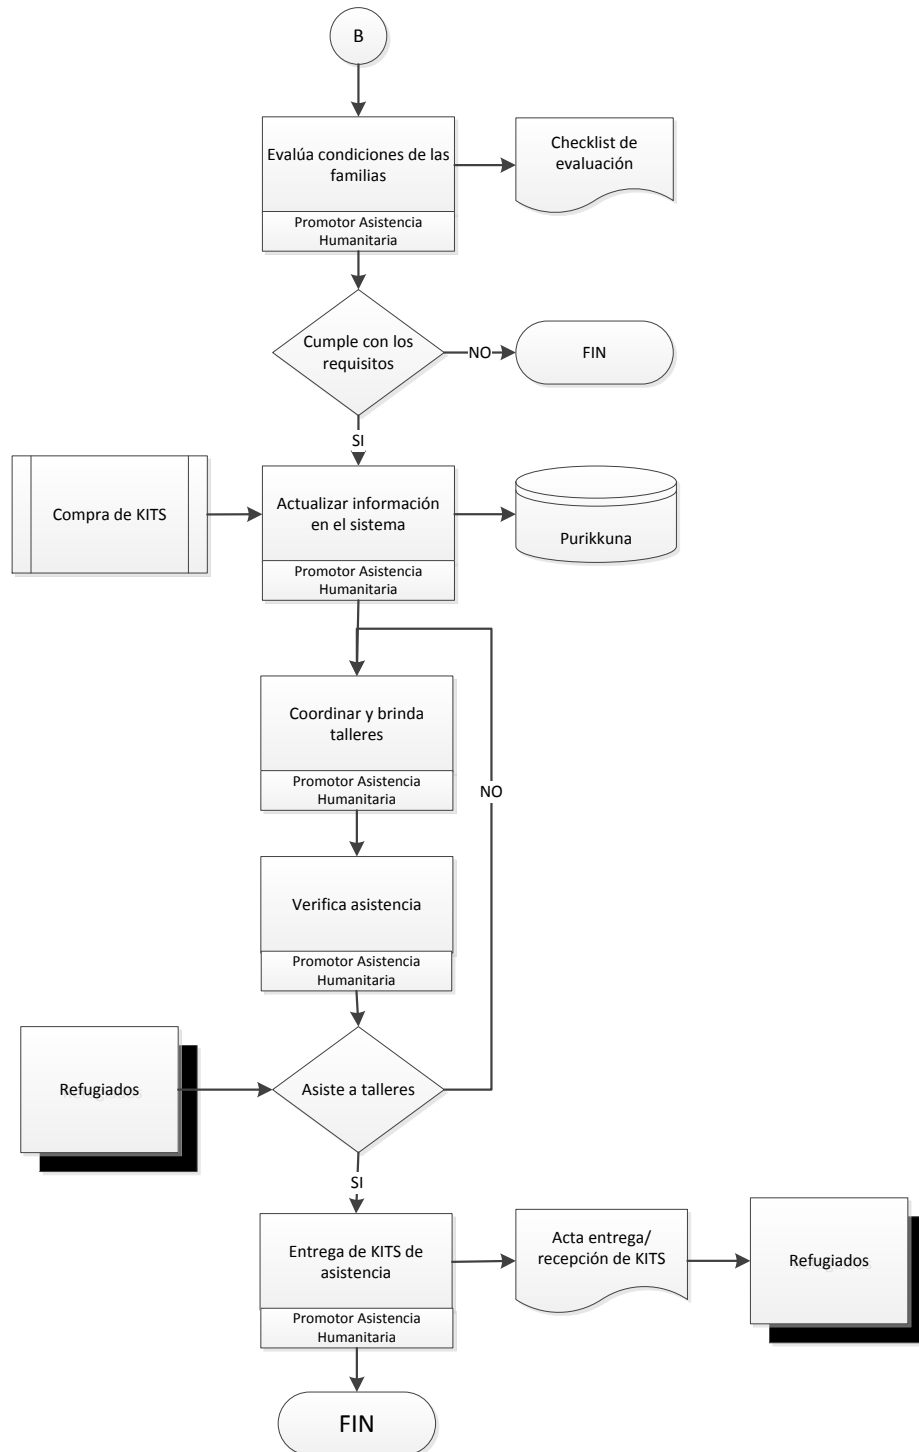 B
Evalúa condiciones de las
familias
Promotor Asistencia
Humanitaria
Checklist de
evaluación
Cumple con los
requisitos
NO
FIN
SI
Compra de KITS
Actualizar información
en el sistema
Promotor Asistencia
Humanitaria
Purikkuna
Coordinar y brinda
talleres
Promotor Asistencia
Humanitaria
NO
Verifica asistencia
Promotor Asistencia
Humanitaria
Refugiados
Asiste a talleres
SI
Entrega de KITS de
asistencia
Promotor Asistencia
Humanitaria
Acta entrega/
recepción de KITS
Refugiados
FIN